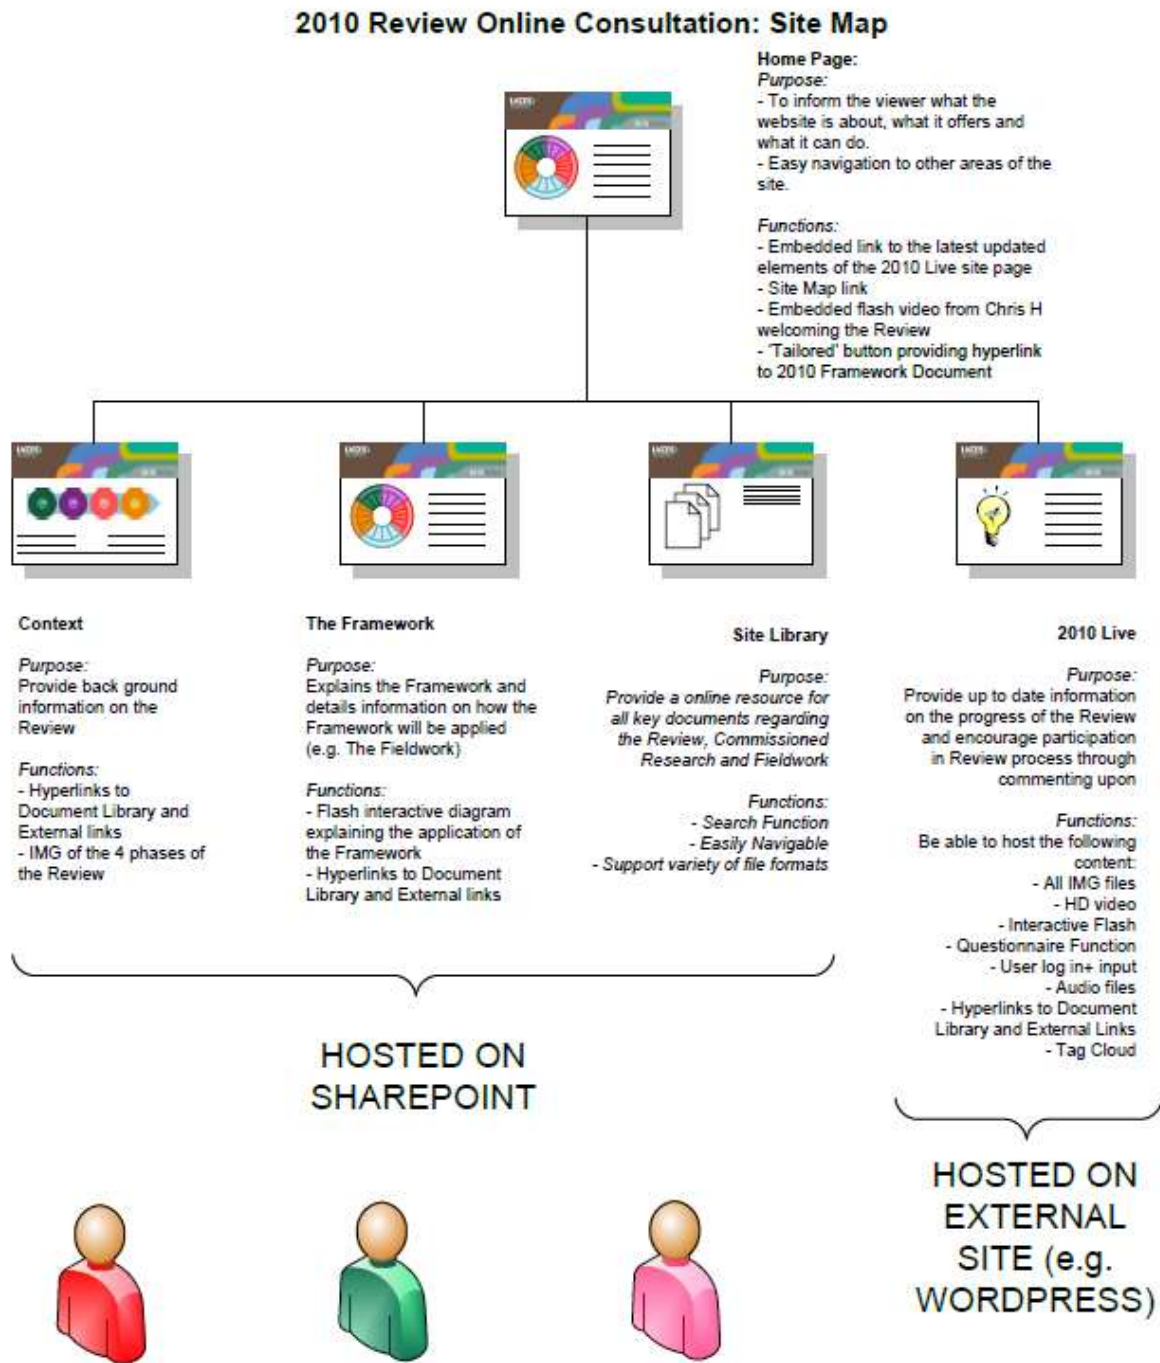 2010 Review Online Consultation: Site Map
Home Page:
Purpose:
- To inform the viewer what the
website is about, what it offers and
what it can do.
- Easy navigation to other areas of the
site.
Functions:
- Embedded link to the latest updated
elements of the 2010 Live site page
- Site Map link
- Embedded flash video from Chris H
welcoming the Review
- 'Tailored' button providing hyperlink
to 2010 Framework Document
Context
Purpose:
Provide back ground
information on the
Review
Functions:
- Hyperlinks to
Document Library and
External links
- IMG of the 4 phases of
the Review
The Framework
Purpose:
Explains the Framework and
details information on how the
Framework will be applied
(e.g. The Fieldwork)
Functions:
- Flash interactive diagram
explaining the application of
the Framework
- Hyperlinks to Document
Library and External links
Site Library
Purpose:
Provide a online resource for
all key documents regarding
the Review, Commissioned
Research and Fieldwork
Functions:
- Search Function
- Easily Navigable
- Support variety of file formats
2010 Live
Purpose:
Provide up to date information
on the progress of the Review
and encourage participation
in Review process through
commenting upon
Functions:
Be able to host the following
content:
- All IMG files
- HD video
- Interactive Flash
- Questionnaire Function
- User log in+ input
- Audio files
- Hyperlinks to Document
Library and External Links
- Tag Cloud
HOSTED ON
SHAREPOINT
HOSTED ON
EXTERNAL
SITE (e.g.
WORDPRESS)